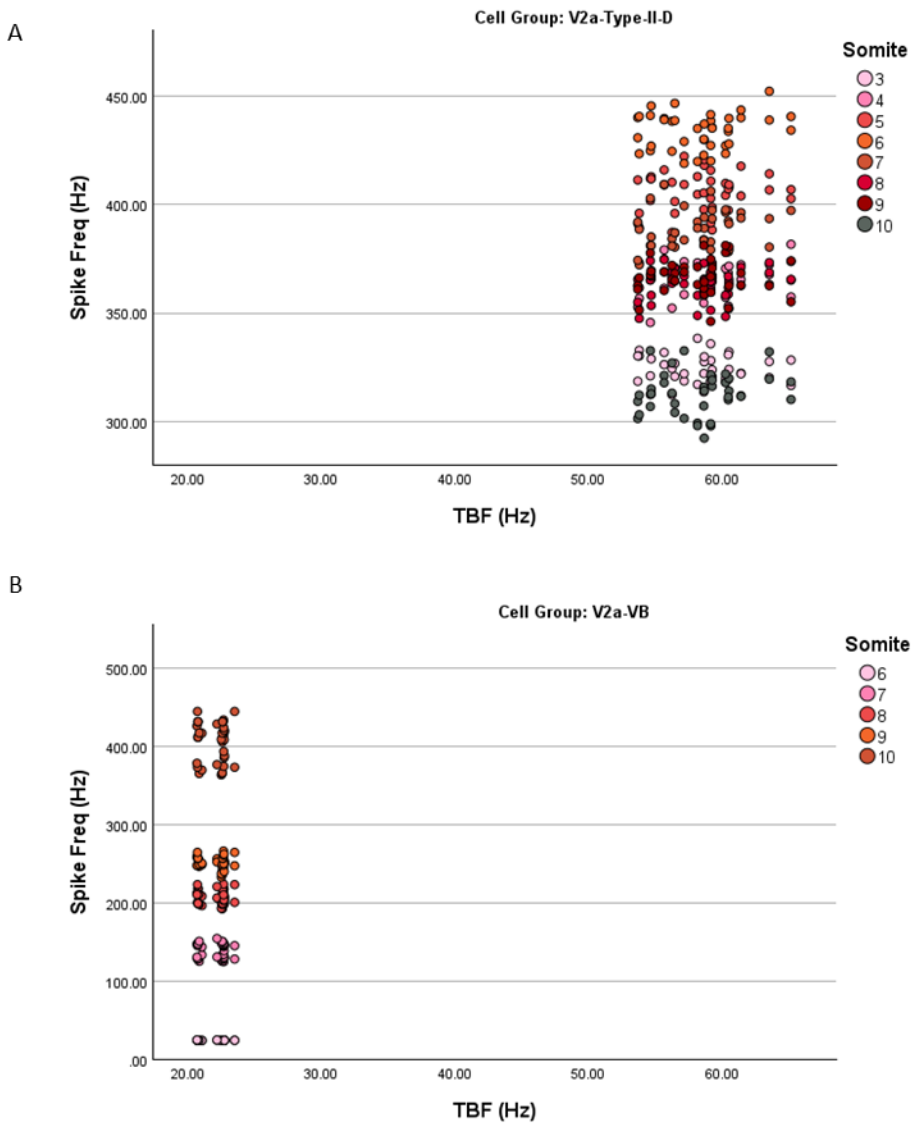 A
Cell Group: V2a-Type-II-D
Somite
3
4
5
6
7
8
9
10
450.00
400.00
350.00
300.00
Spike Freq (Hz)
20.00 30.00 40.00 50.00 60.00
TBF (Hz)
B
Cell Group: V2a-VB
Somite
6
7
8
9
10
500.00
400.00
300.00
200.00
100.00
.00
Spike Freq (Hz)
20.00 30.00 40.00 50.00 60.00
TBF (Hz)